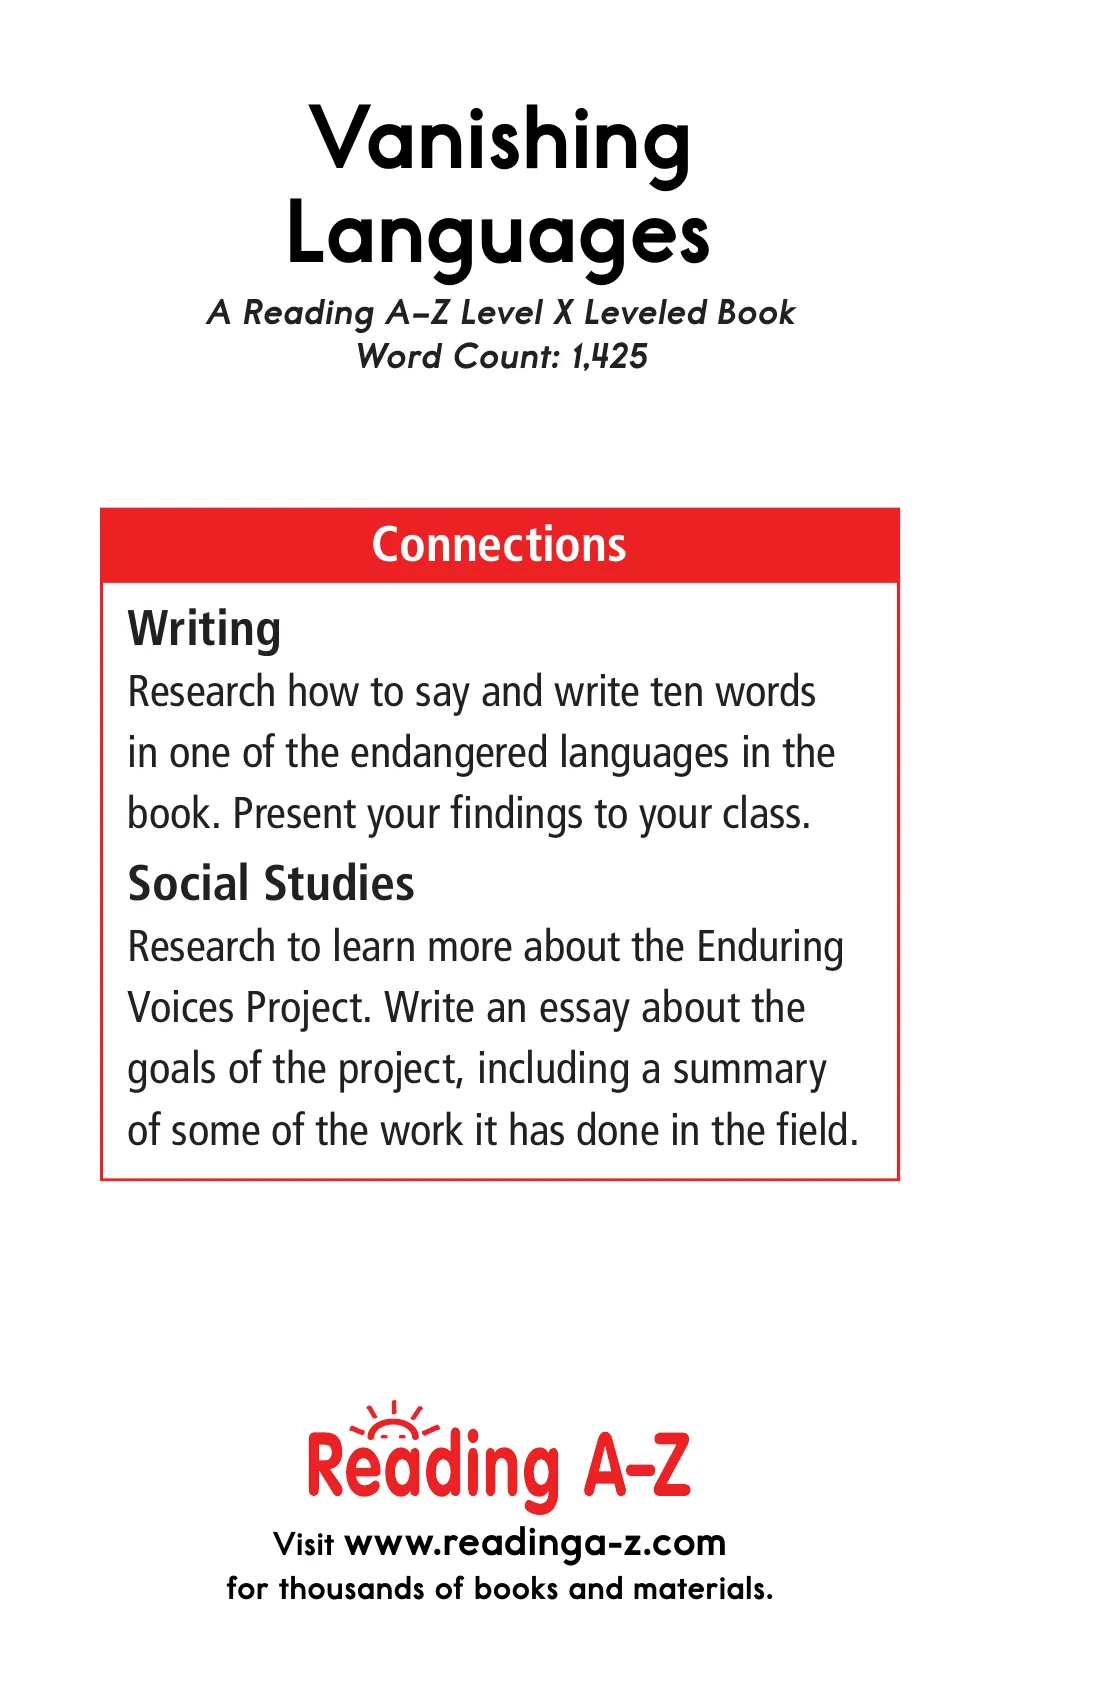 Vanishing
Languages
A Reading A–Z Level X Leveled Book
Word Count: 1,425
Connections
Writing
Research how to say and write ten words
in one of the endangered languages in the
book. Present your findings to your class.
Social Studies
Research to learn more about the Enduring
Voices Project. Write an essay about the
goals of the project, including a summary
of some of the work it has done in the field.
Reading A–Z
Visit www.readinga-z.com
for thousands of books and materials.